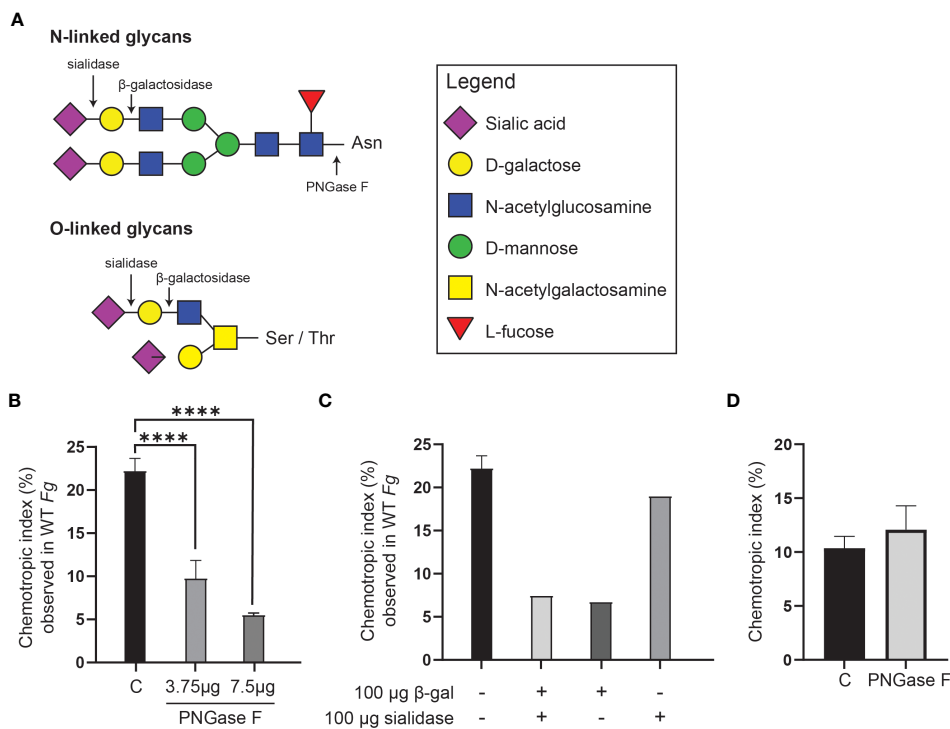 A
N-linked glycans
sialidase
β-galactosidase
Asn
PNGase F
O-linked glycans
sialidase
β-galactosidase
Ser / Thr
Legend
Sialic acid
D-galactose
N-acetylglucosamine
D-mannose
N-acetylgalactosamine
L-fucose
B
Chemotropic index (%)
observed in WT Fg
25
20
15
10
5
0
****
****
C
3.75µg
7.5µg
PNGase F
C
Chemotropic index (%)
observed in WT Fg
25
20
15
10
5
0
100 µg β-gal - + + -
100 µg sialidase - + - +
D
Chemotropic index (%)
20
15
10
5
0
C
PNGase F